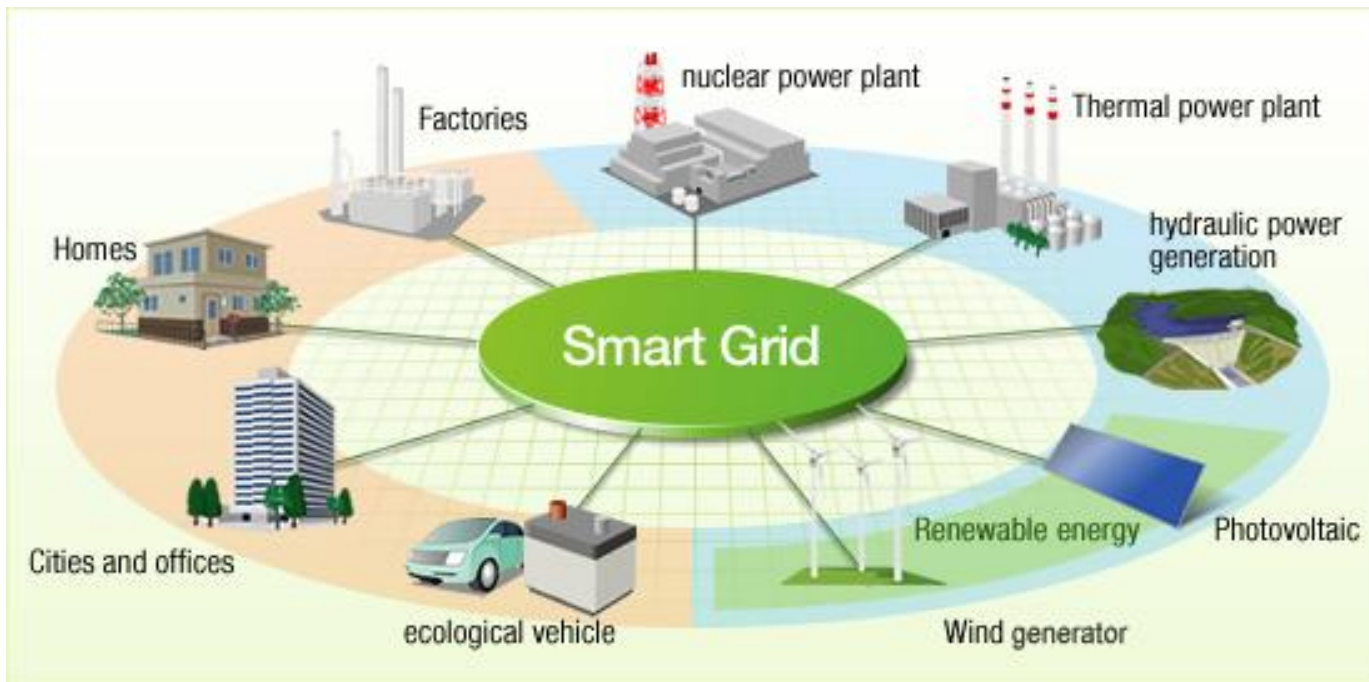 nuclear power plant
Thermal power plant
Factories
hydraulic power
generation
Homes
Smart Grid
Renewable energy
Photovoltaic
Cities and offices
ecological vehicle
Wind generator